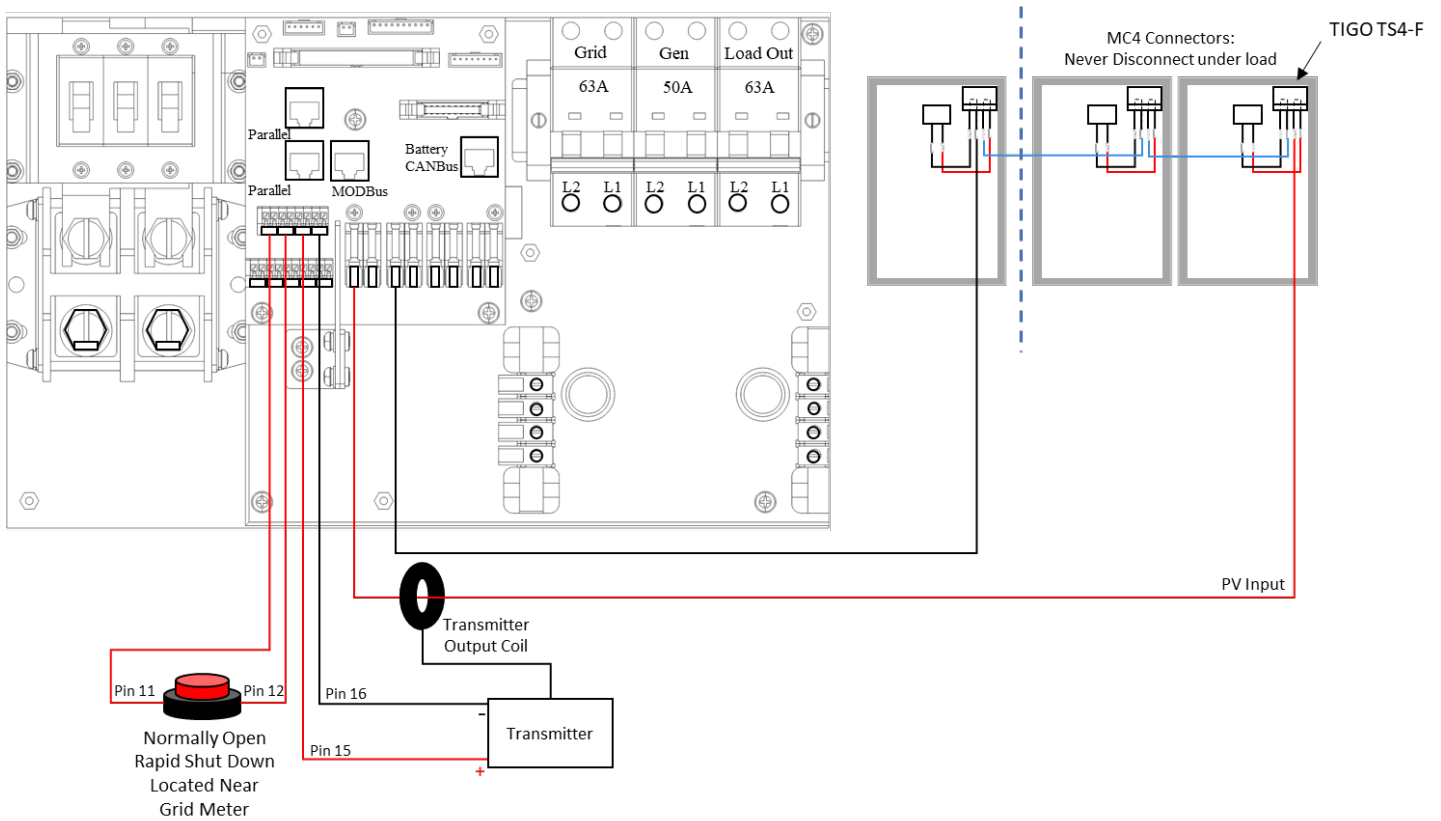 TIGO TS4-F
MC4 Connectors:
Never Disconnect under load
Grid
Gen
Load Out
63A
50A
63A
Parallel
Battery
CANBus
Parallel
MODBus
L2
L1
L2
L1
L2
L1
PV Input
Transmitter
Output Coil
Pin 11
Pin 12
Pin 16
-
Transmitter
Normally Open
Rapid Shut Down
Located Near
Grid Meter
Pin 15
+